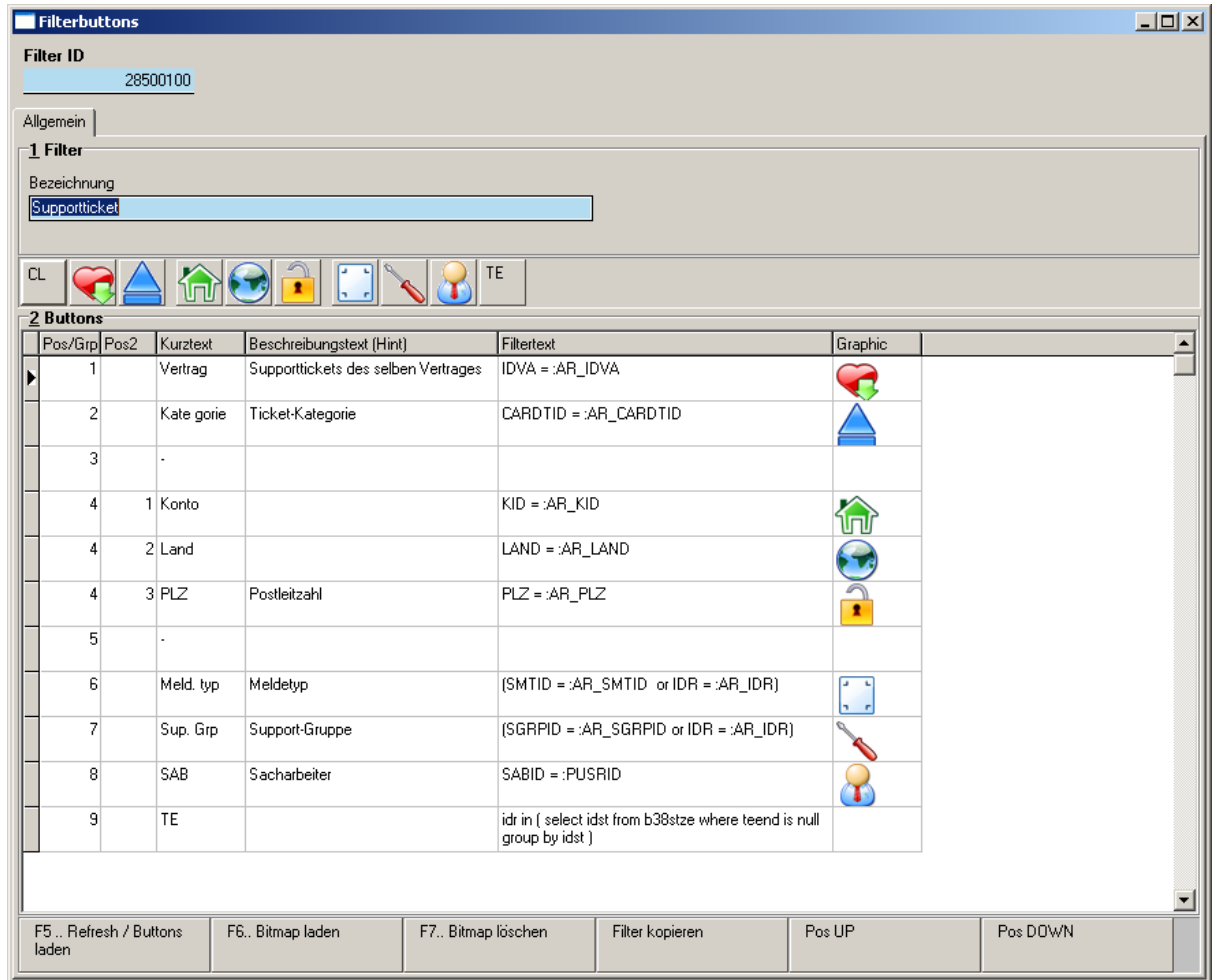 Filterbuttons
Filter ID
28500100
Allgemein
1 Filter
Bezeichnung
Supportticket
CL TE
2 Buttons
Pos/Grp Pos2 Kurztext Beschreibungstext (Hint) Filtertext Graphic
1 Vertrag Supporttickets des selben Vertrages IDVA = :AR_IDVA
2 Kate gorie Ticket-Kategorie CARDTID = :AR_CARDTID
3 -
4 1 Konto KID = :AR_KID
4 2 Land LAND = :AR_LAND
4 3 PLZ Postleitzahl PLZ = :AR_PLZ
5 -
6 Meld. typ Meldetyp (SMTID = :AR_SMTID or IDR = :AR_IDR)
7 Sup. Grp Support-Gruppe (SGRPID = :AR_SGRPID or IDR = :AR_IDR)
8 SAB Sacharbeiter SABID = :PUSRID
9 TE idr in ( select idst from b38stze where teend is null
group by idst )
F5 .. Refresh / Buttons F6.. Bitmap laden F7.. Bitmap löschen Filter kopieren Pos UP Pos DOWN
laden